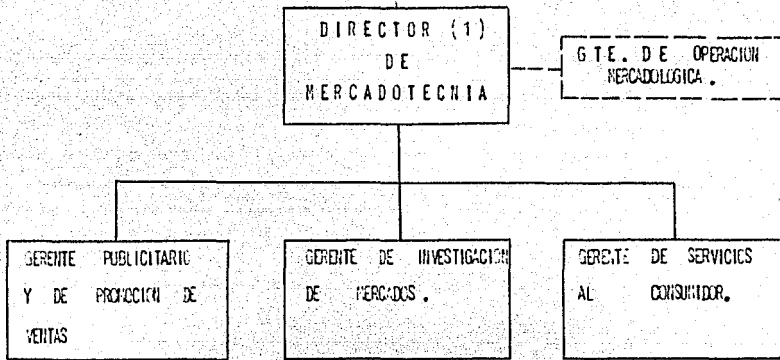 DIRECTOR (1)
DE
MERCADOTECNIA
GTE. DE OPERACION
MERCADOLOGICA.
GERENTE PUBLICITARIO
Y DE PROMOCION DE
VENTAS
GERENTE DE INVESTIGACION
DE MERCADOS.
GERENTE DE SERVICIOS
AL CONSUMIDOR.